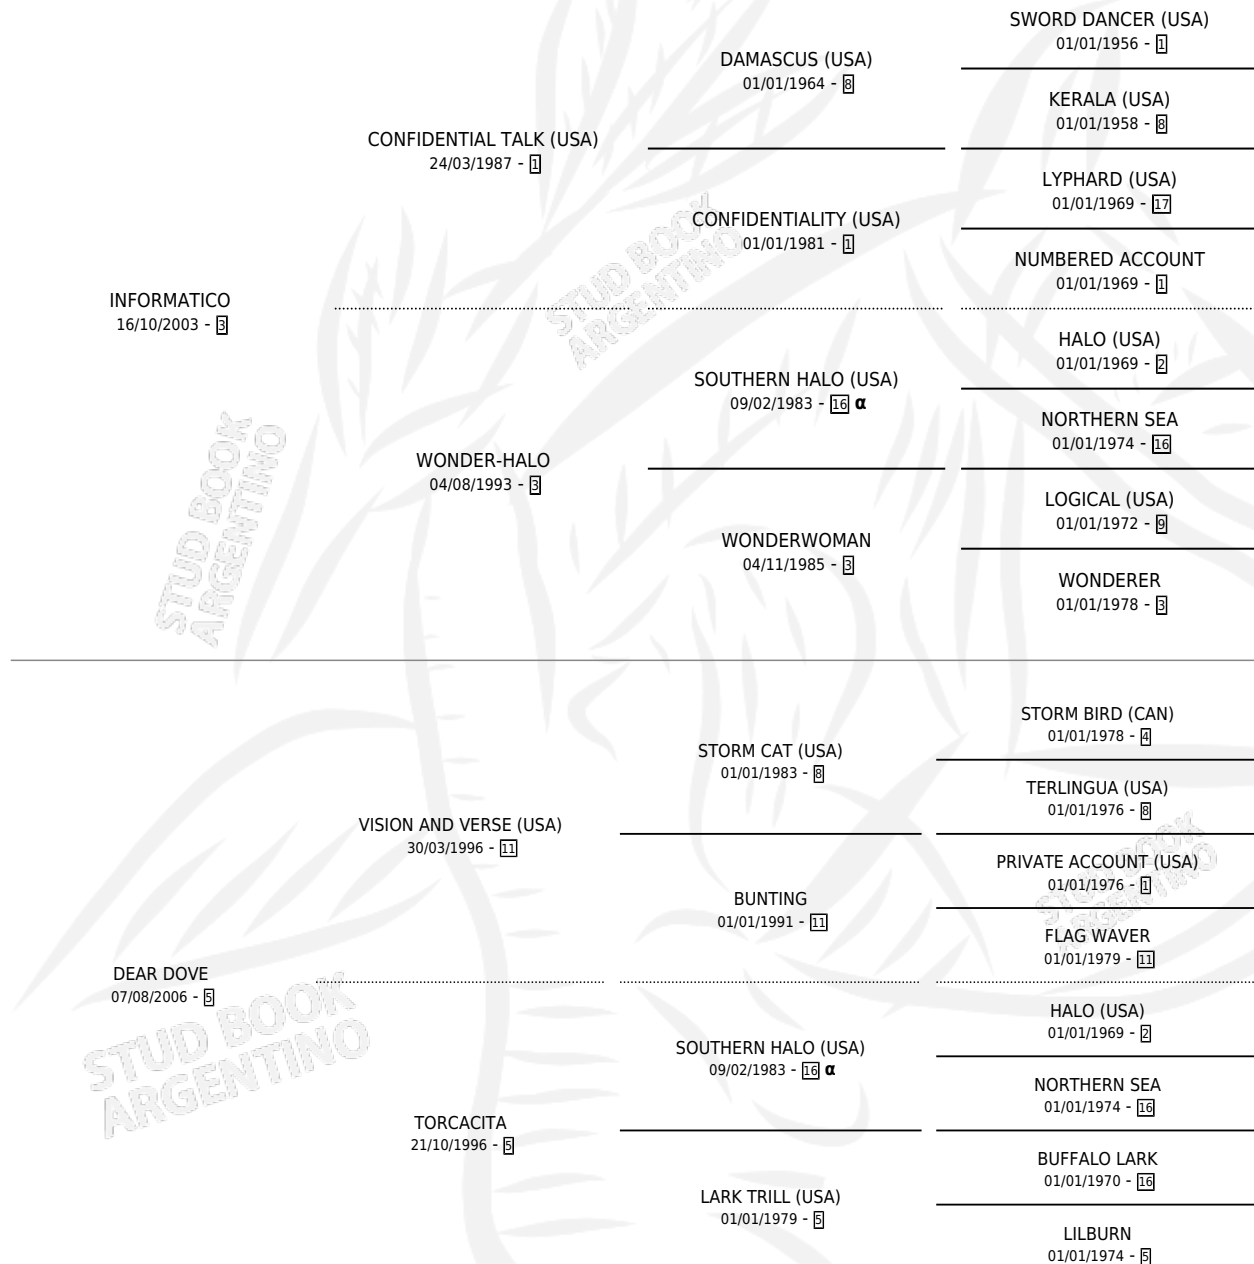 SWORD DANCER (USA)
01/01/1956 - 1
DAMASCUS (USA)
01/01/1964 - 8
KERALA (USA)
01/01/1958 - 8
CONFIDENTIAL TALK (USA)
24/03/1987 - 1
LYPHARD (USA)
01/01/1969 - 17
CONFIDENTIALITY (USA)
01/01/1981 - 1
NUMBERED ACCOUNT
01/01/1969 - 1
INFORMATICO
16/10/2003 - 3
HALO (USA)
01/01/1969 - 2
SOUTHERN HALO (USA)
09/02/1983 - 16 α
NORTHERN SEA
01/01/1974 - 16
WONDER-HALO
04/08/1993 - 3
LOGICAL (USA)
01/01/1972 - 9
WONDERWOMAN
04/11/1985 - 3
WONDERER
01/01/1978 - 3
STORM BIRD (CAN)
01/01/1978 - 4
STORM CAT (USA)
01/01/1983 - 8
TERLINGUA (USA)
01/01/1976 - 8
VISION AND VERSE (USA)
30/03/1996 - 11
PRIVATE ACCOUNT (USA)
01/01/1976 - 1
BUNTING
01/01/1991 - 11
FLAG WAVER
01/01/1979 - 11
DEAR DOVE
07/08/2006 - 5
HALO (USA)
01/01/1969 - 2
SOUTHERN HALO (USA)
09/02/1983 - 16 α
NORTHERN SEA
01/01/1974 - 16
TORCACITA
21/10/1996 - 5
BUFFALO LARK
01/01/1970 - 16
LARK TRILL (USA)
01/01/1979 - 5
LILBURN
01/01/1974 - 5
STUD BOOK
ARGENTINO
STUD BOOK
ARGENTINO
STUD BOOK
ARGENTINO
STUD BOOK
ARGENTINO